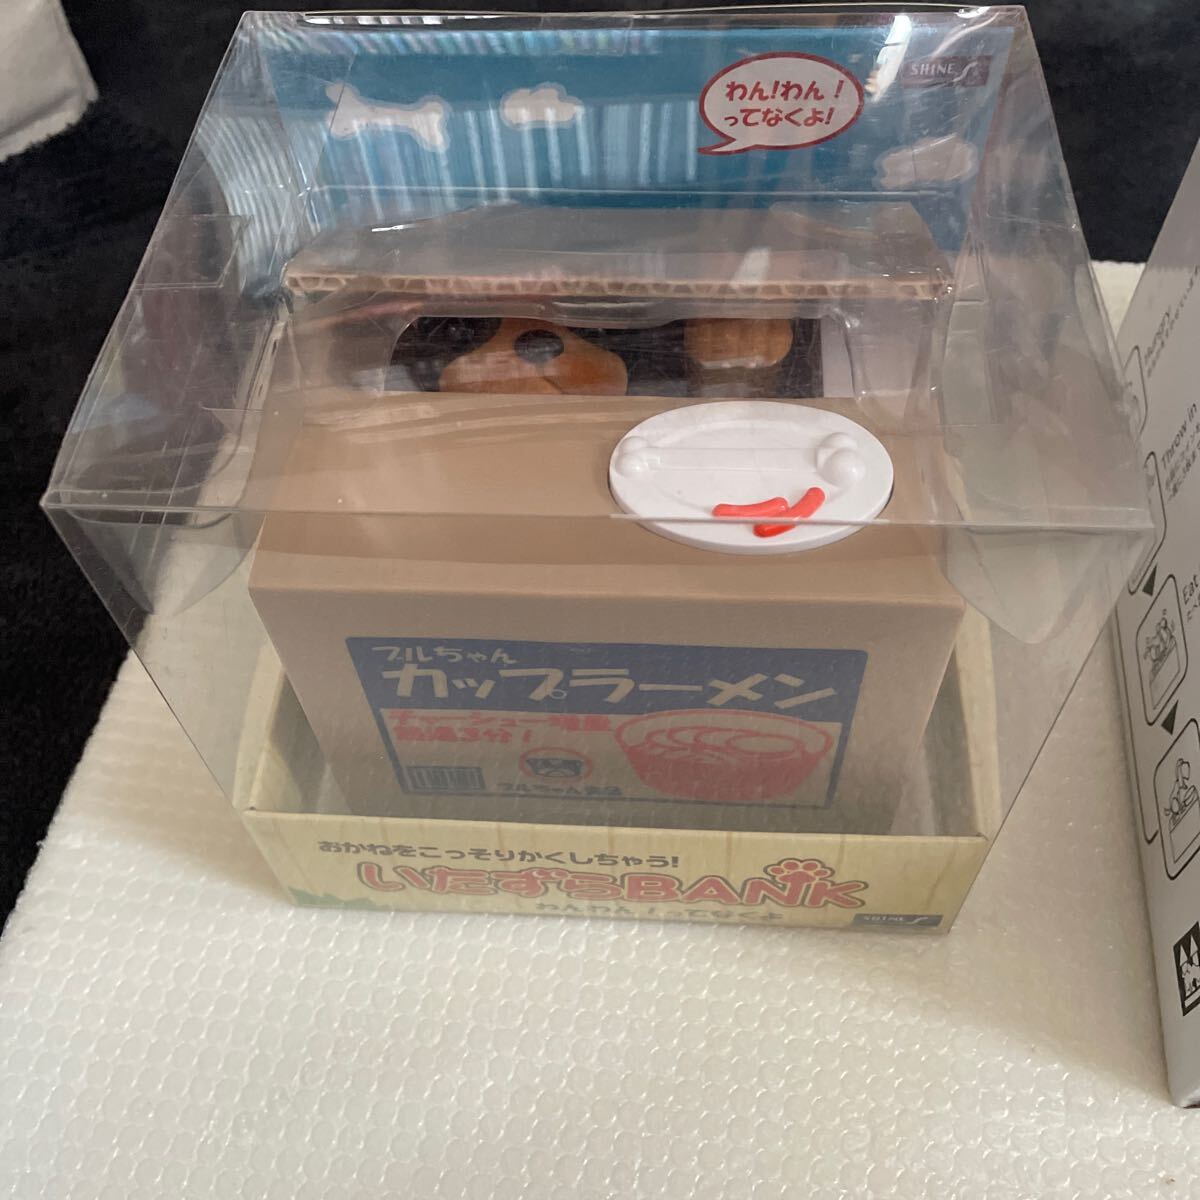 SHINE
わん!わん!
ってなくよ!
ブルちゃん
カップラーメン
チャーシュー増量
熱湯3分!
ブルちゃん食品
おかねをこっそりかくしちゃう!
いたずらBANK
わんわん!ってなくよ
SHINE
Hungry
Throw in
Eat